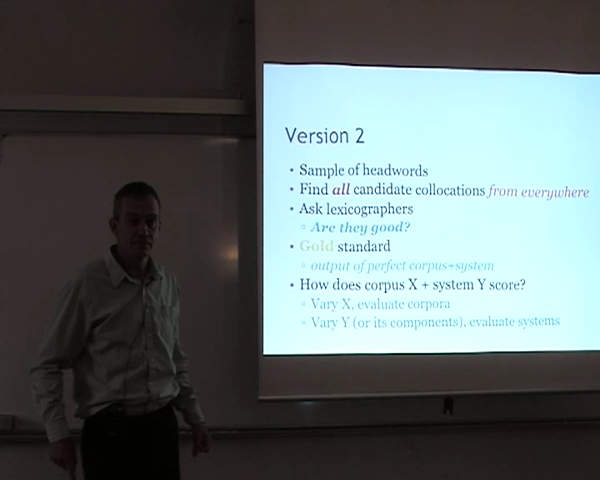 Version 2
• Sample of headwords
• Find all candidate collocations from everywhere
• Ask lexicographers
▫ Are they good?
• Gold standard
▫ output of perfect corpus+system
• How does corpus X + system Y score?
▫ Vary X, evaluate corpora
▫ Vary Y (or its components), evaluate systems